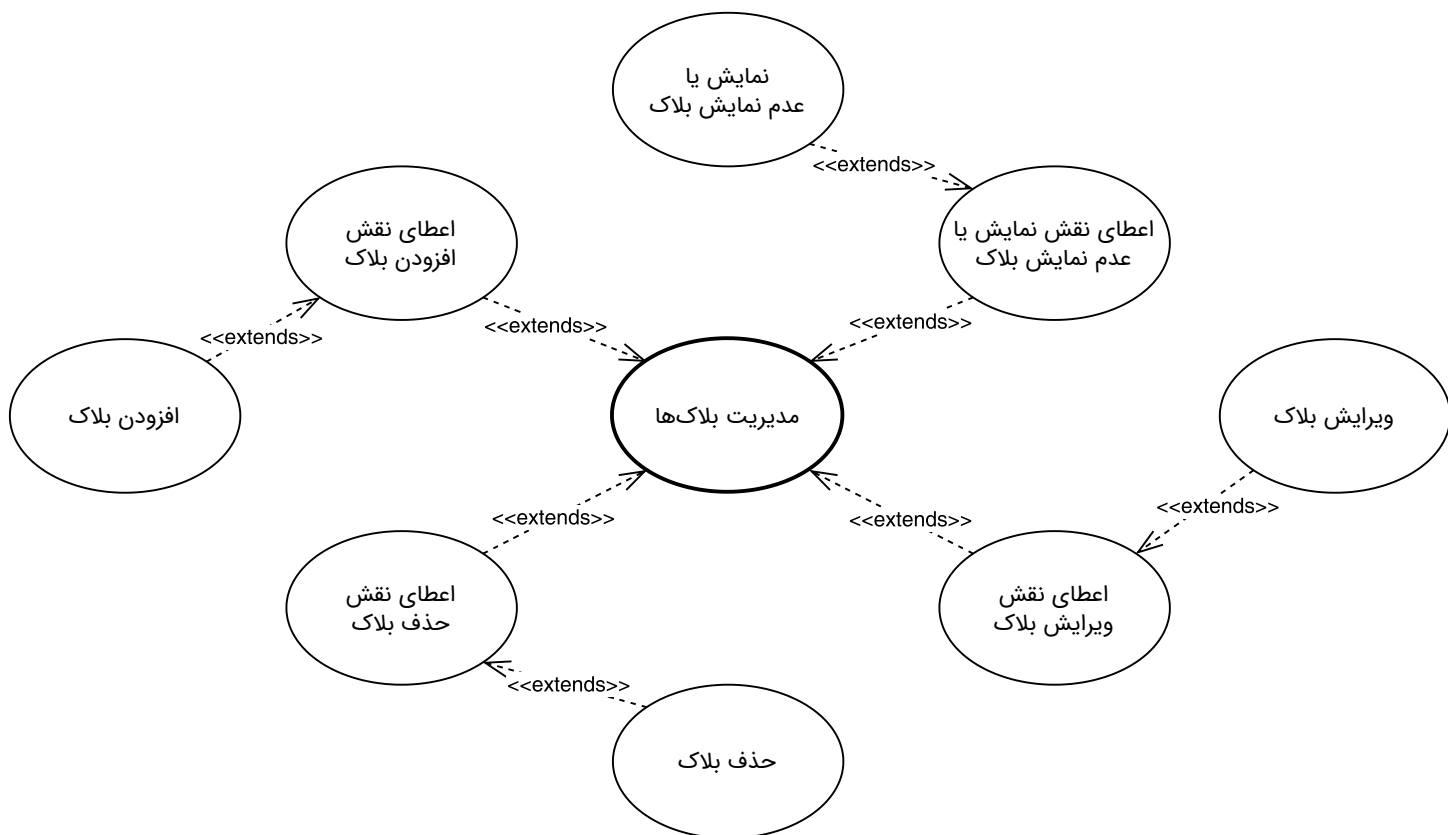 نمایش یا
عدم نمایش بلاک
<<extends>>
اعطای نقش
افزودن بلاک
اعطای نقش نمایش یا
عدم نمایش بلاک
<<extends>>
<<extends>>
<<extends>>
افزودن بلاک
مدیریت بلاک‌ها
ویرایش بلاک
<<extends>>
<<extends>>
<<extends>>
اعطای نقش
حذف بلاک
اعطای نقش
ویرایش بلاک
<<extends>>
حذف بلاک